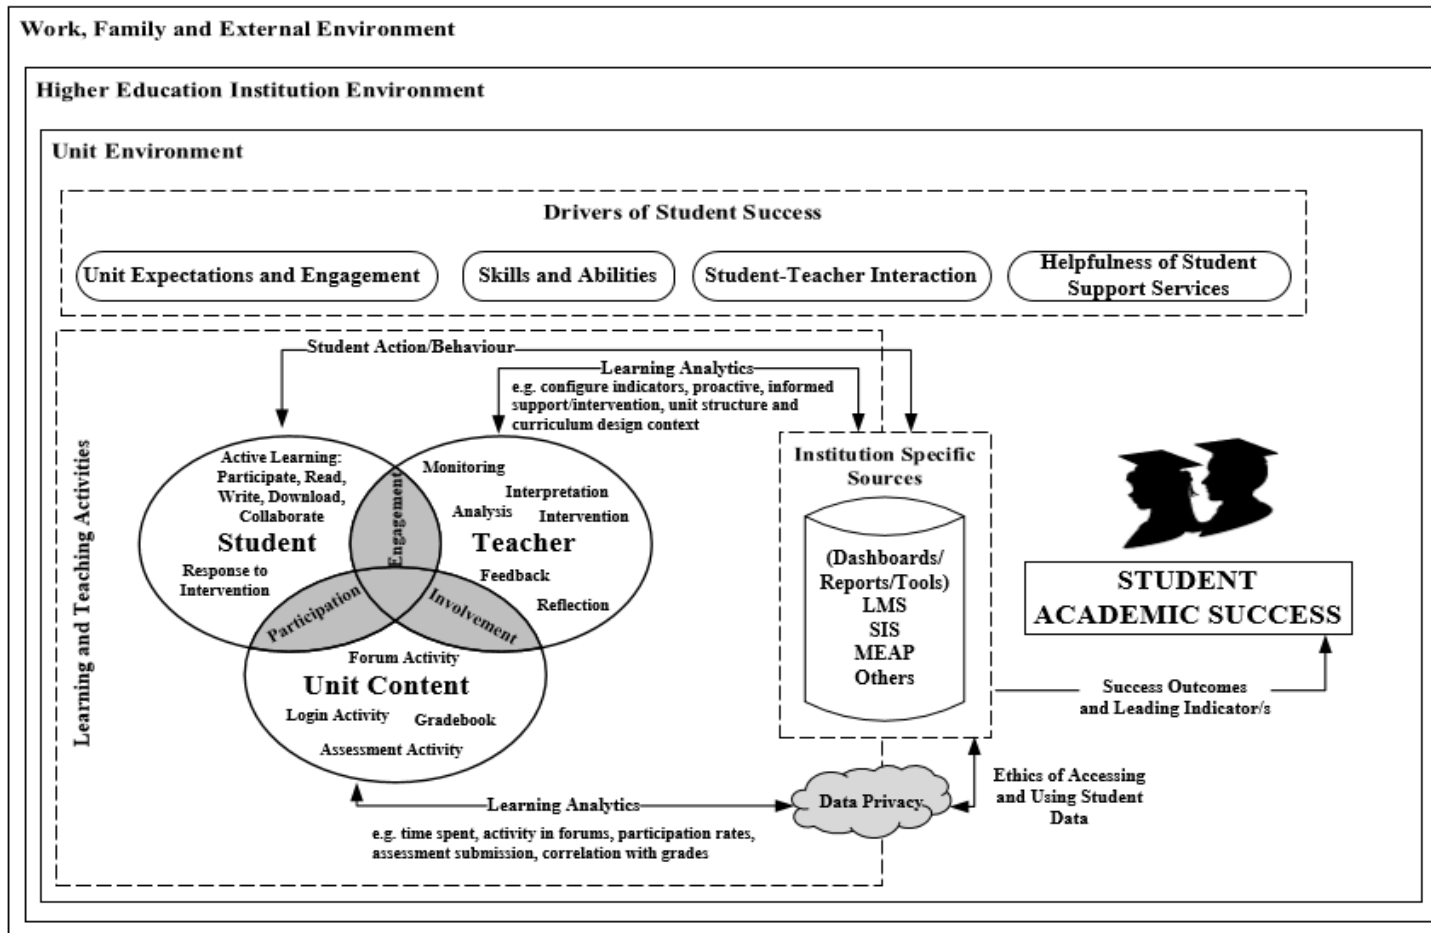 Work, Family and External Environment
Higher Education Institution Environment
Unit Environment
Drivers of Student Success
Unit Expectations and Engagement
Skills and Abilities
Student-Teacher Interaction
Helpfulness of Student
Support Services
Learning and Teaching Activities
Student Action/Behaviour
Learning Analytics
e.g. configure indicators, proactive, informed
support/intervention, unit structure and
curriculum design context
Active Learning:
Participate, Read,
Write, Download,
Collaborate
Student
Response to
Intervention
Engagement
Monitoring
Interpretation
Analysis
Intervention
Teacher
Feedback
Reflection
Participation
Involvement
Forum Activity
Unit Content
Login Activity
Gradebook
Assessment Activity
Institution Specific
Sources
(Dashboards/
Reports/Tools)
LMS
SIS
MEAP
Others
STUDENT
ACADEMIC SUCCESS
Success Outcomes
and Leading Indicator/s
Learning Analytics
e.g. time spent, activity in forums, participation rates,
assessment submission, correlation with grades
Data Privacy
Ethics of Accessing
and Using Student
Data